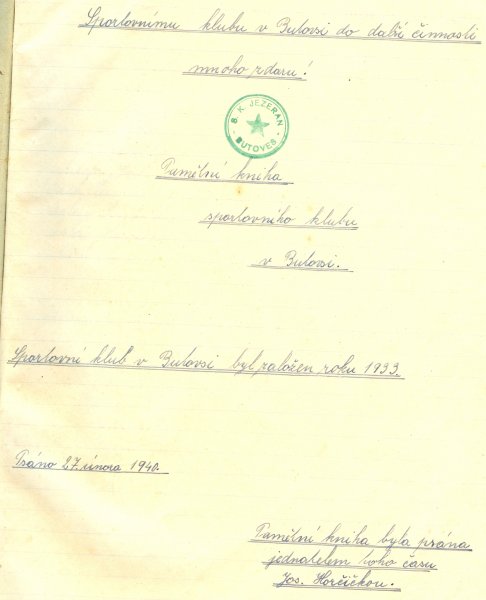 Sportovnímu klubu v Butovsi do další činnosti
mnoho zdaru!
S. K. JEZERAN
BUTOVES
Pamětní kniha
sportovního klubu
v Butovsi.
Sportovní klub v Butovsi byl založen roku 1933.
Psáno 27. února 1940.
Pamětní kniha byla psána
jednatelem toho času
Jos. Horčičkou.